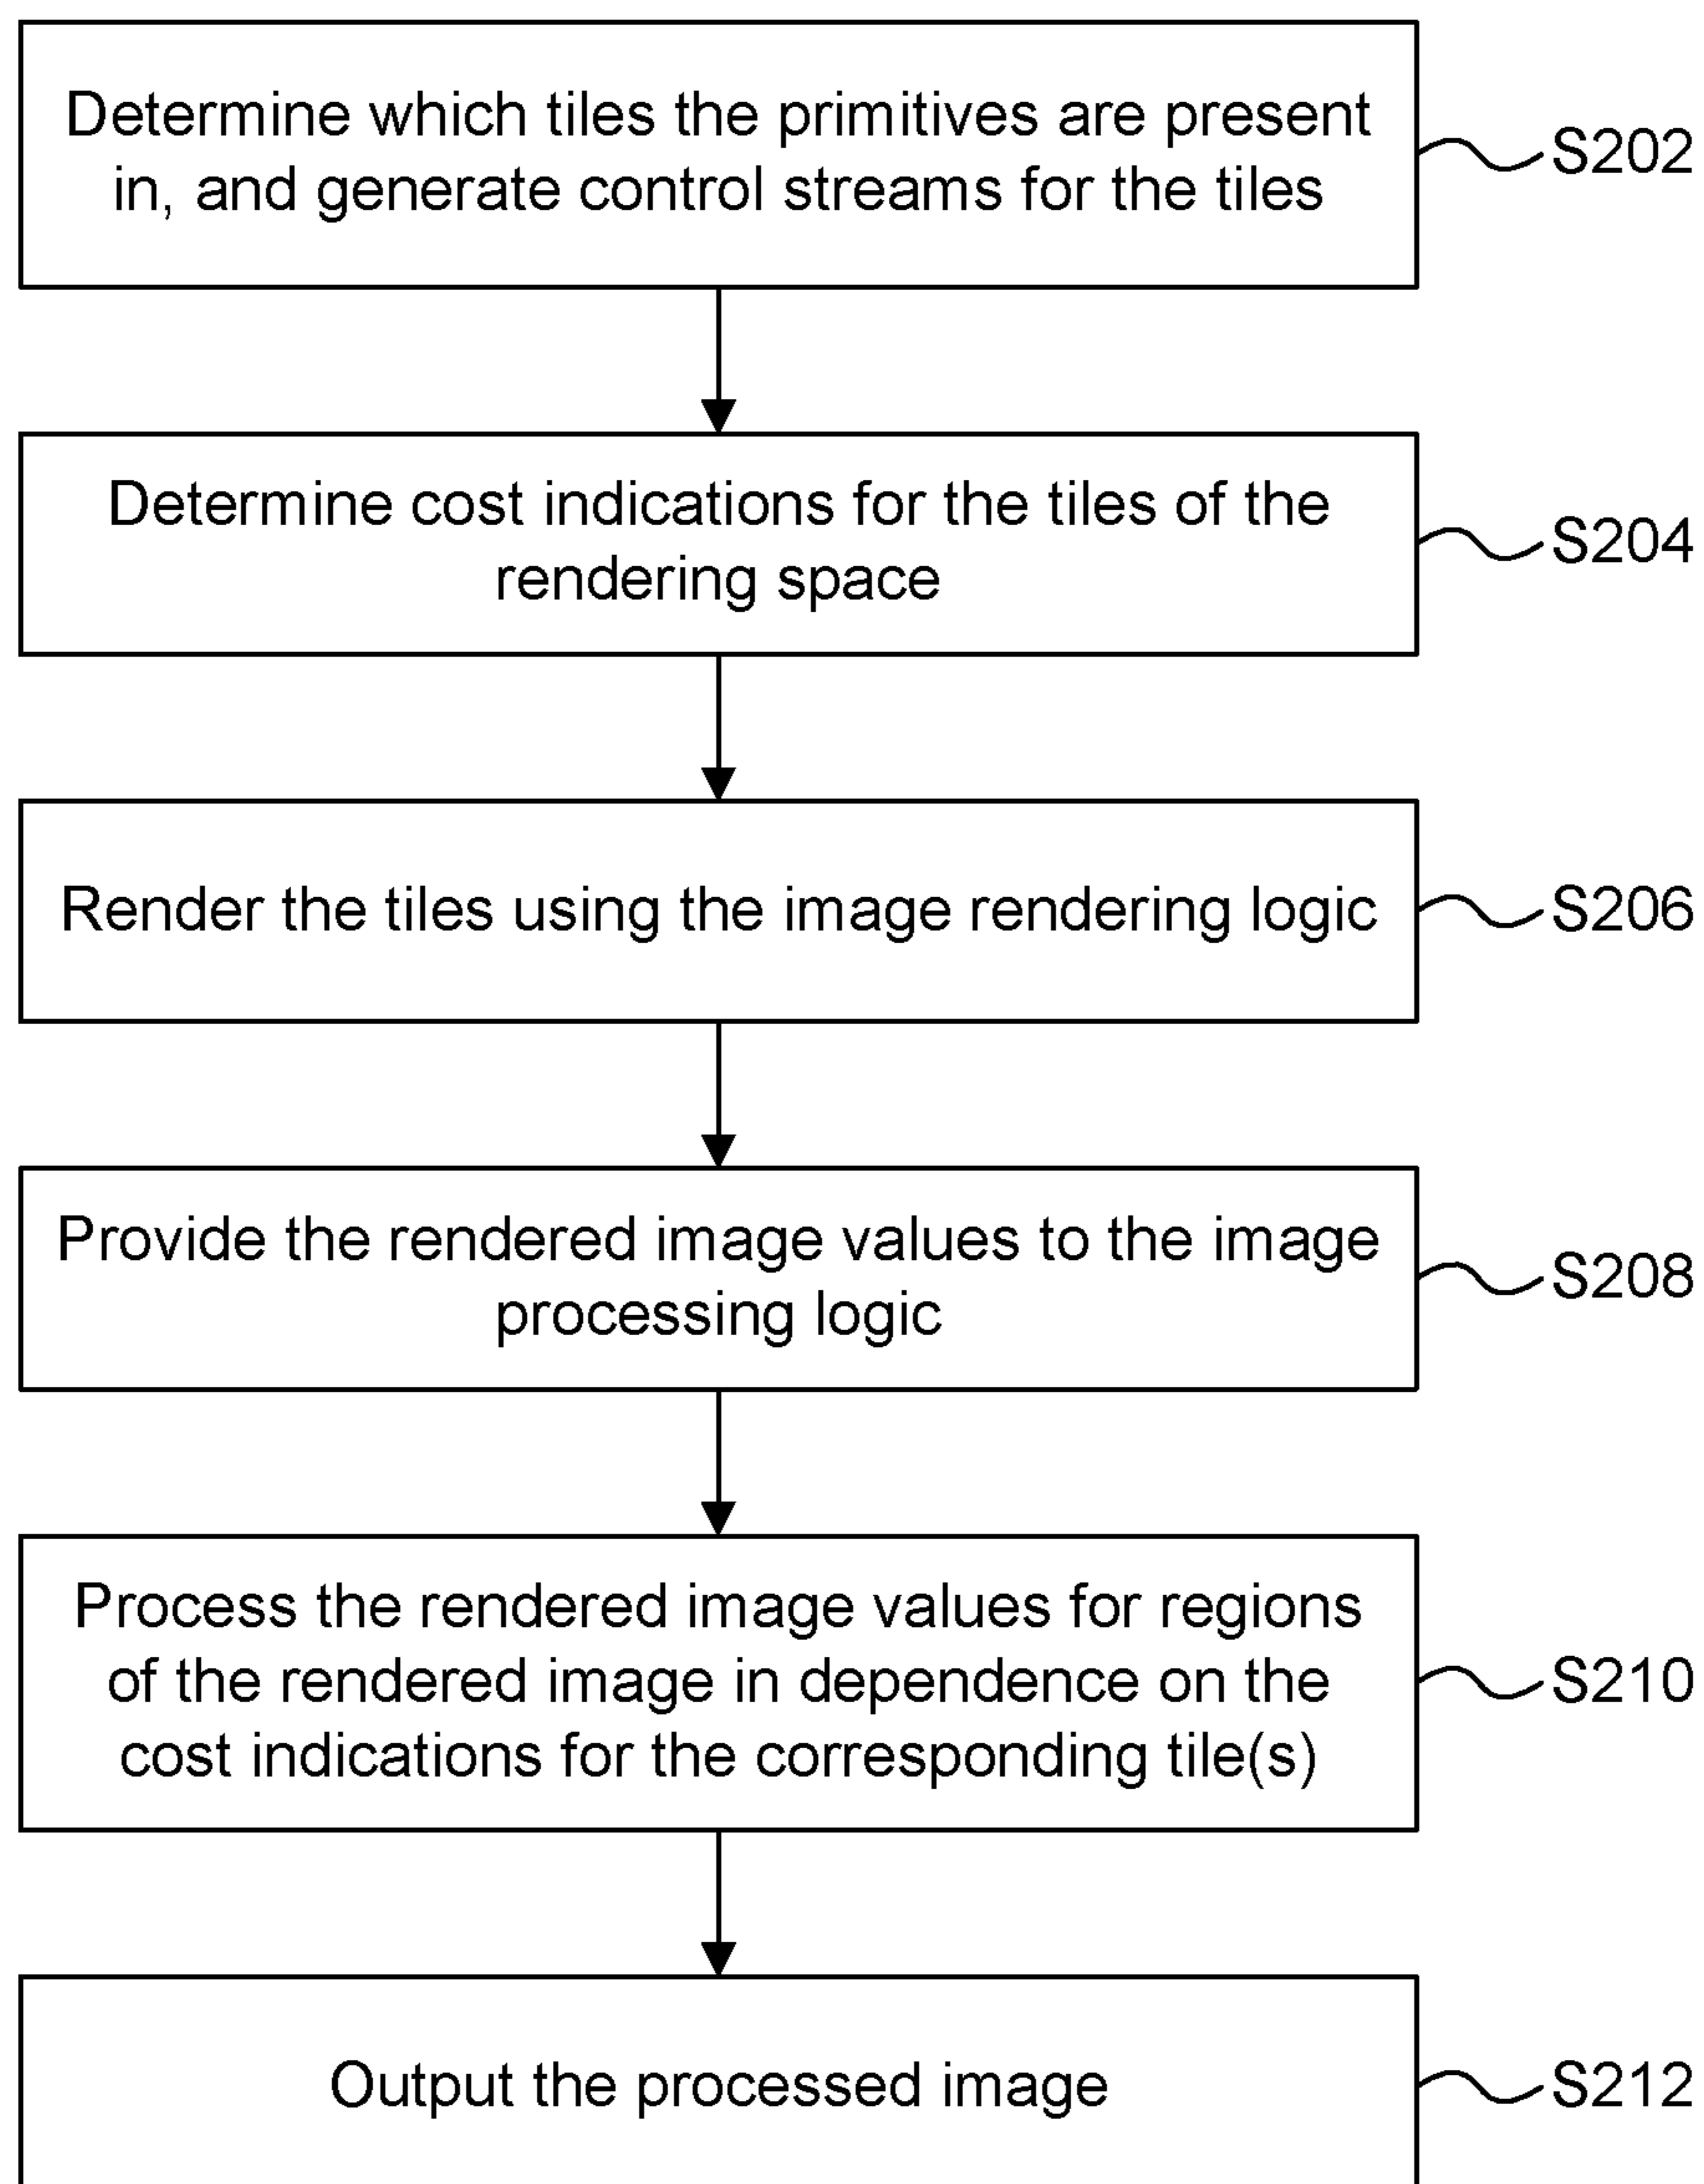 Determine which tiles the primitives are present
in, and generate control streams for the tiles
S202
Determine cost indications for the tiles of the
rendering space
S204
Render the tiles using the image rendering logic
S206
Provide the rendered image values to the image
processing logic
S208
Process the rendered image values for regions
of the rendered image in dependence on the
cost indications for the corresponding tile(s)
S210
Output the processed image
S212